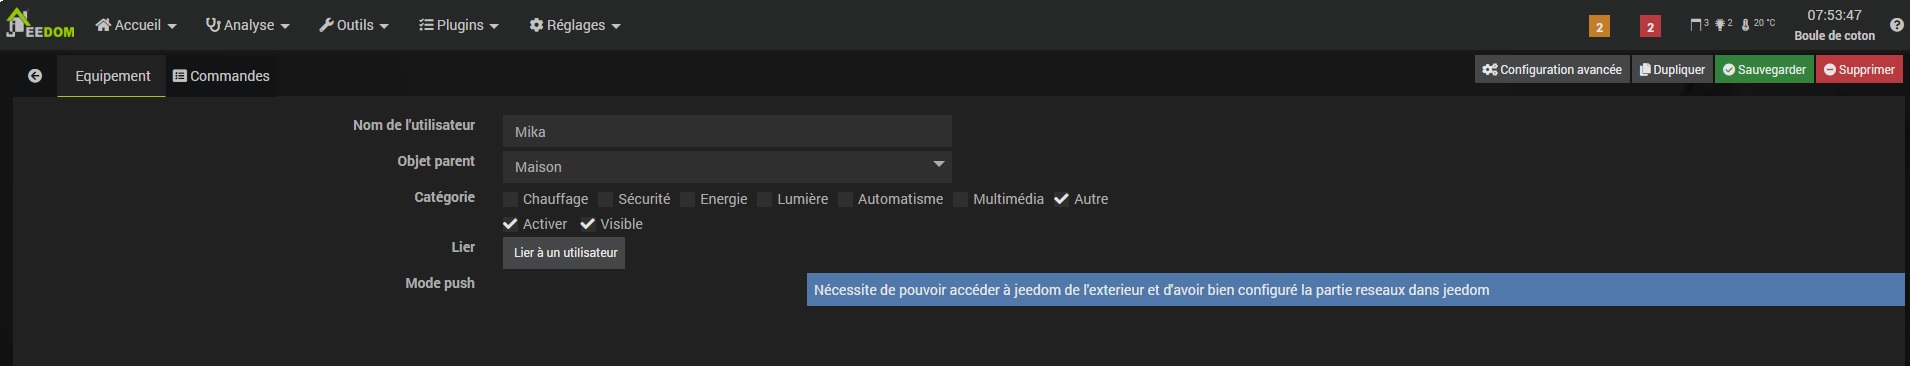 JEEDOM Accueil Analyse Outils Plugins Réglages 2 2 3 2 20 °C 07:53:47
Boule de coton
Equipement Commandes Configuration avancée Dupliquer Sauvegarder Supprimer
Nom de l'utilisateur Mika
Objet parent Maison
Catégorie Chauffage Sécurité Energie Lumière Automatisme Multimédia Autre
Activer Visible
Lier Lier à un utilisateur
Mode push Nécessite de pouvoir accéder à jeedom de l'exterieur et d'avoir bien configuré la partie reseaux dans jeedom